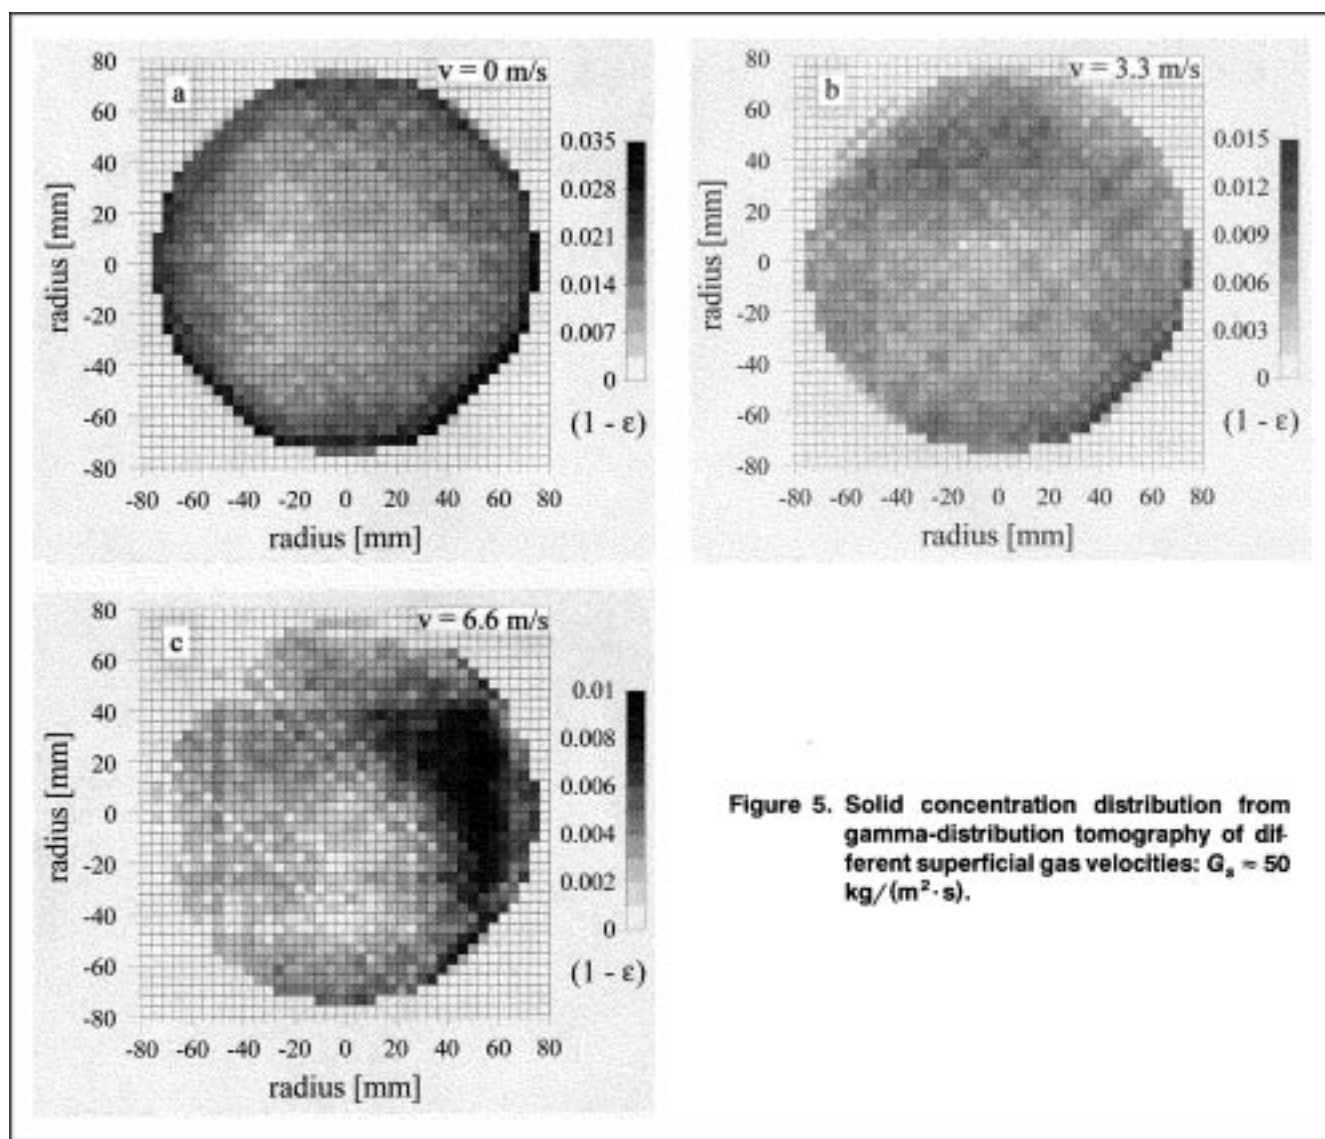 a
v = 0 m/s
80
60
40
20
0
-20
-40
-60
-80
radius [mm]
-80 -60 -40 -20 0 20 40 60 80
radius [mm]
0.035
0.028
0.021
0.014
0.007
0
(1 - ε)
b
v = 3.3 m/s
80
60
40
20
0
-20
-40
-60
-80
radius [mm]
-80 -60 -40 -20 0 20 40 60 80
radius [mm]
0.015
0.012
0.009
0.006
0.003
0
(1 - ε)
c
v = 6.6 m/s
80
60
40
20
0
-20
-40
-60
-80
radius [mm]
-80 -60 -40 -20 0 20 40 60 80
radius [mm]
0.01
0.008
0.006
0.004
0.002
0
(1 - ε)
Figure 5. Solid concentration distribution from
gamma-distribution tomography of dif-
ferent superficial gas velocities: Gₛ ≈ 50
kg/(m²·s).